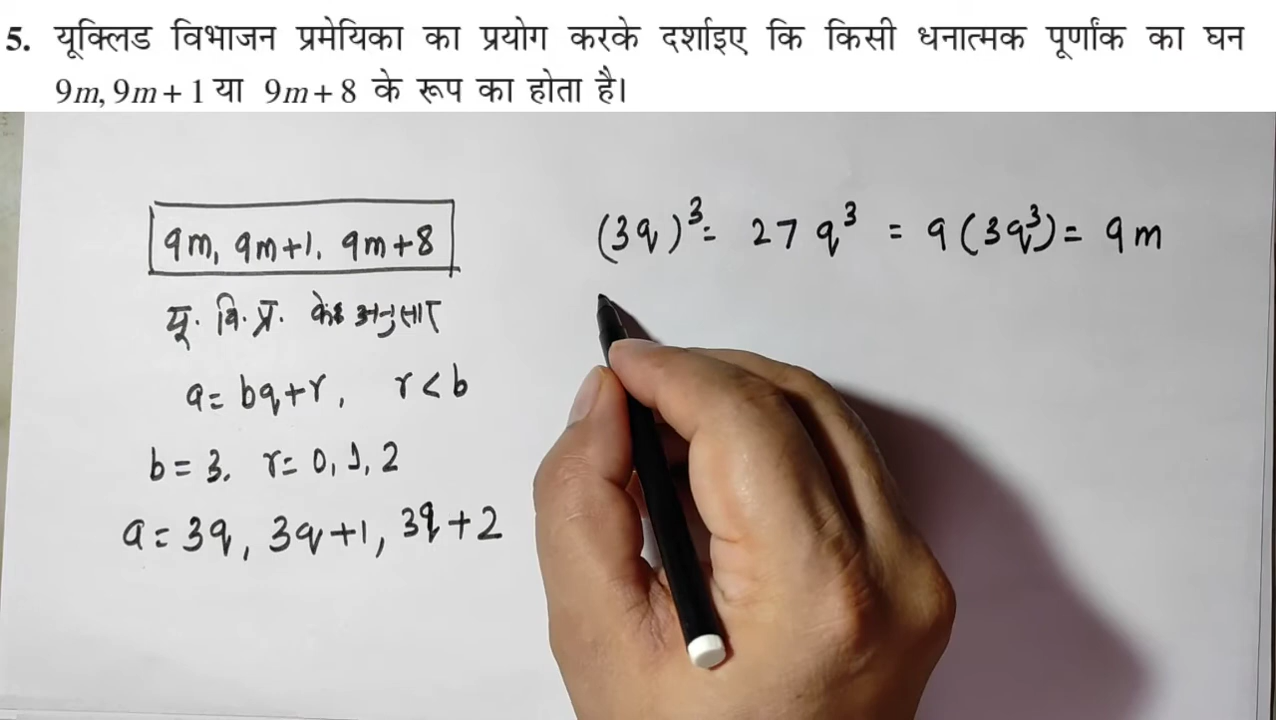 5. यूक्लिड विभाजन प्रमेयिका का प्रयोग करके दर्शाइए कि किसी धनात्मक पूर्णांक का घन
9m, 9m + 1 या 9m + 8 के रूप का होता है।
9m, 9m+1, 9m+8
यू. वि. प्र. के अनुसार
a = bq+r, r < b
b = 3. r = 0, 1, 2
a = 3q, 3q+1, 3q+2
(3q)³ = 27q³ = 9(3q³) = 9m